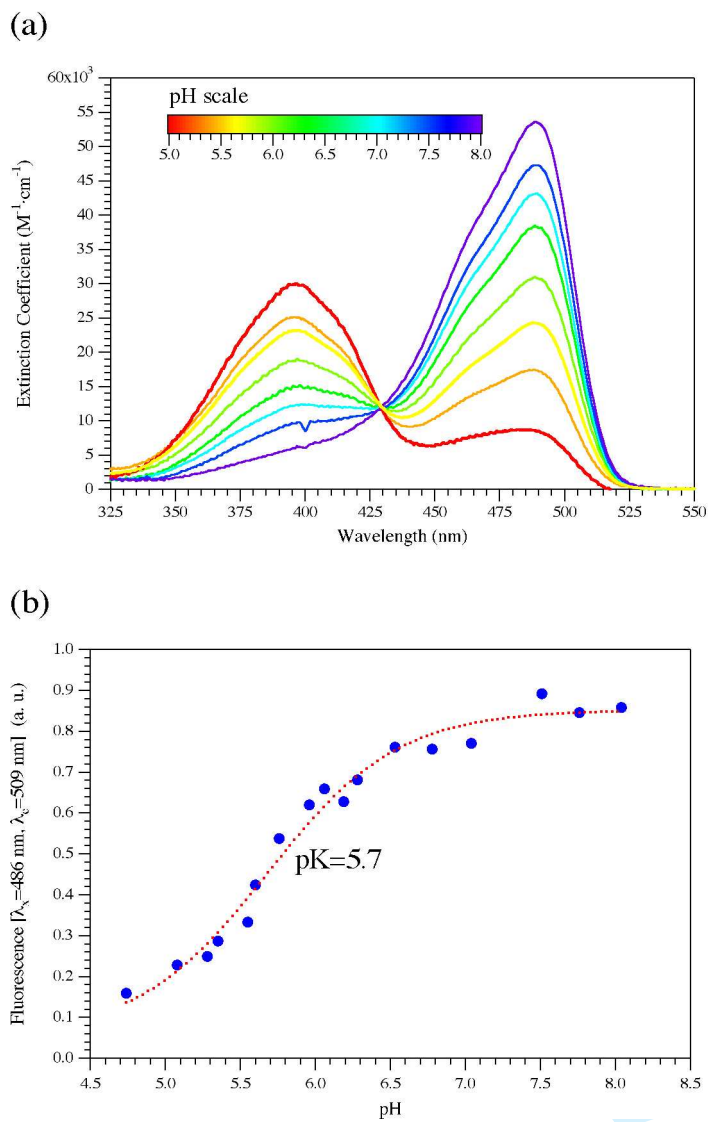 (a)
60x10³
55
50
45
40
35
30
25
20
15
10
5
0
Extinction Coefficient (M⁻¹·cm⁻¹)
pH scale
5.0 5.5 6.0 6.5 7.0 7.5 8.0
325 350 375 400 425 450 475 500 525 550
Wavelength (nm)
(b)
1.0
0.9
0.8
0.7
0.6
0.5
0.4
0.3
0.2
0.1
0.0
Fluorescence [λₓ=486 nm, λₑ=509 nm] (a. u.)
pK=5.7
4.5 5.0 5.5 6.0 6.5 7.0 7.5 8.0 8.5
pH